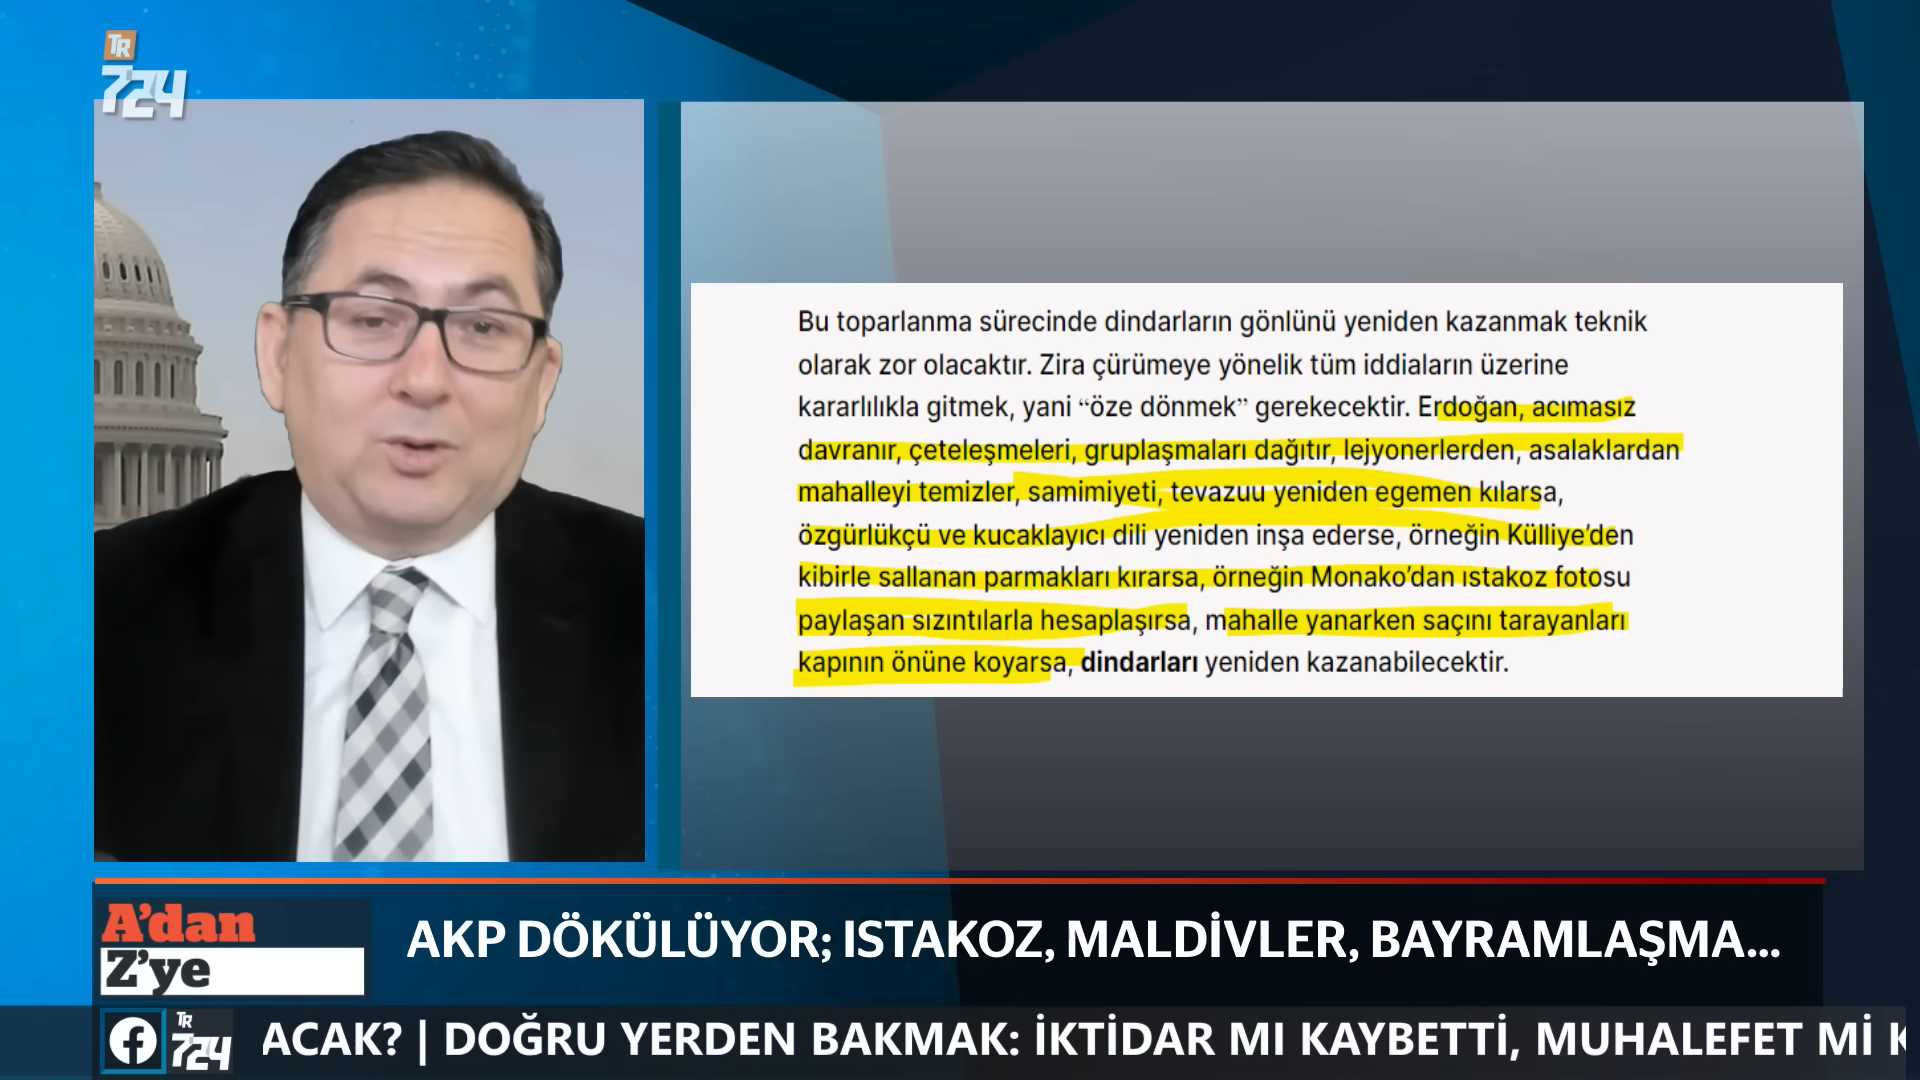 TR
724
Bu toparlanma sürecinde dindarların gönlünü yeniden kazanmak teknik
olarak zor olacaktır. Zira çürümeye yönelik tüm iddiaların üzerine
kararlılıkla gitmek, yani “öze dönmek” gerekecektir. Erdoğan, acımasız
davranır, çeteleşmeleri, gruplaşmaları dağıtır, lejyonerlerden, asalaklardan
mahalleyi temizler, samimiyeti, tevazuu yeniden egemen kılarsa,
özgürlükçü ve kucaklayıcı dili yeniden inşa ederse, örneğin Külliye’den
kibirle sallanan parmakları kırarsa, örneğin Monako’dan ıstakoz fotosu
paylaşan sızıntılarla hesaplaşırsa, mahalle yanarken saçını tarayanları
kapının önüne koyarsa, dindarları yeniden kazanabilecektir.
A’dan
Z’ye
AKP DÖKÜLÜYOR; ISTAKOZ, MALDİVLER, BAYRAMLAŞMA...
TR
724
ACAK? | DOĞRU YERDEN BAKMAK: İKTİDAR MI KAYBETTİ, MUHALEFET Mİ K